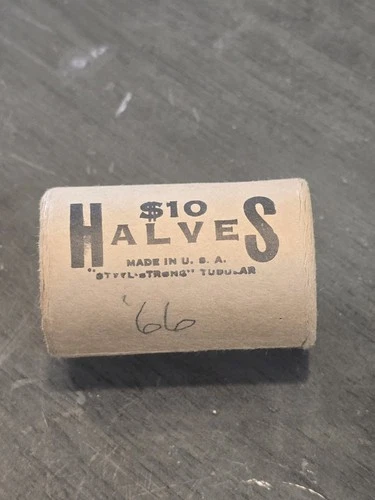 $10
HALVES
MADE IN U. S. A.
"STEEL-STRONG" TUBULAR
'66